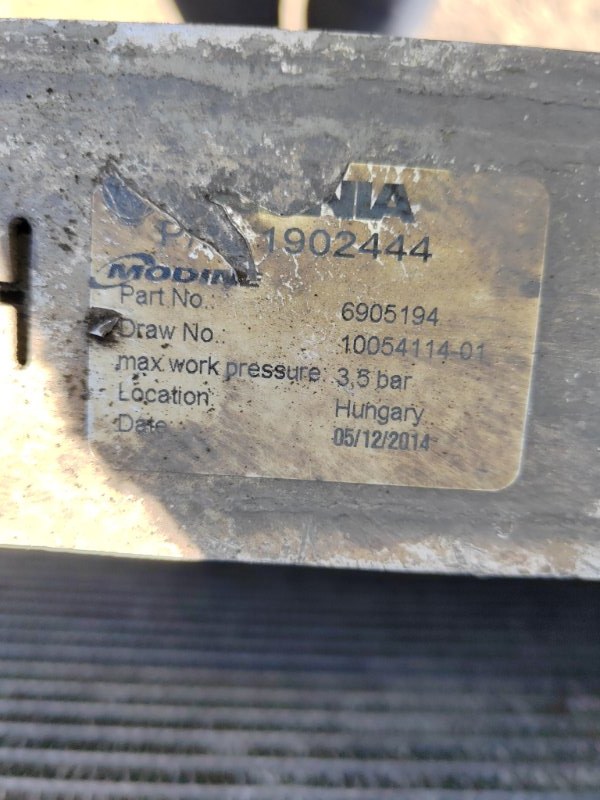 1902444
Part No.: 6905194
Draw No.: 10054114-01
max work pressure: 3,5 bar
Location Hungary
Date 05/12/2014